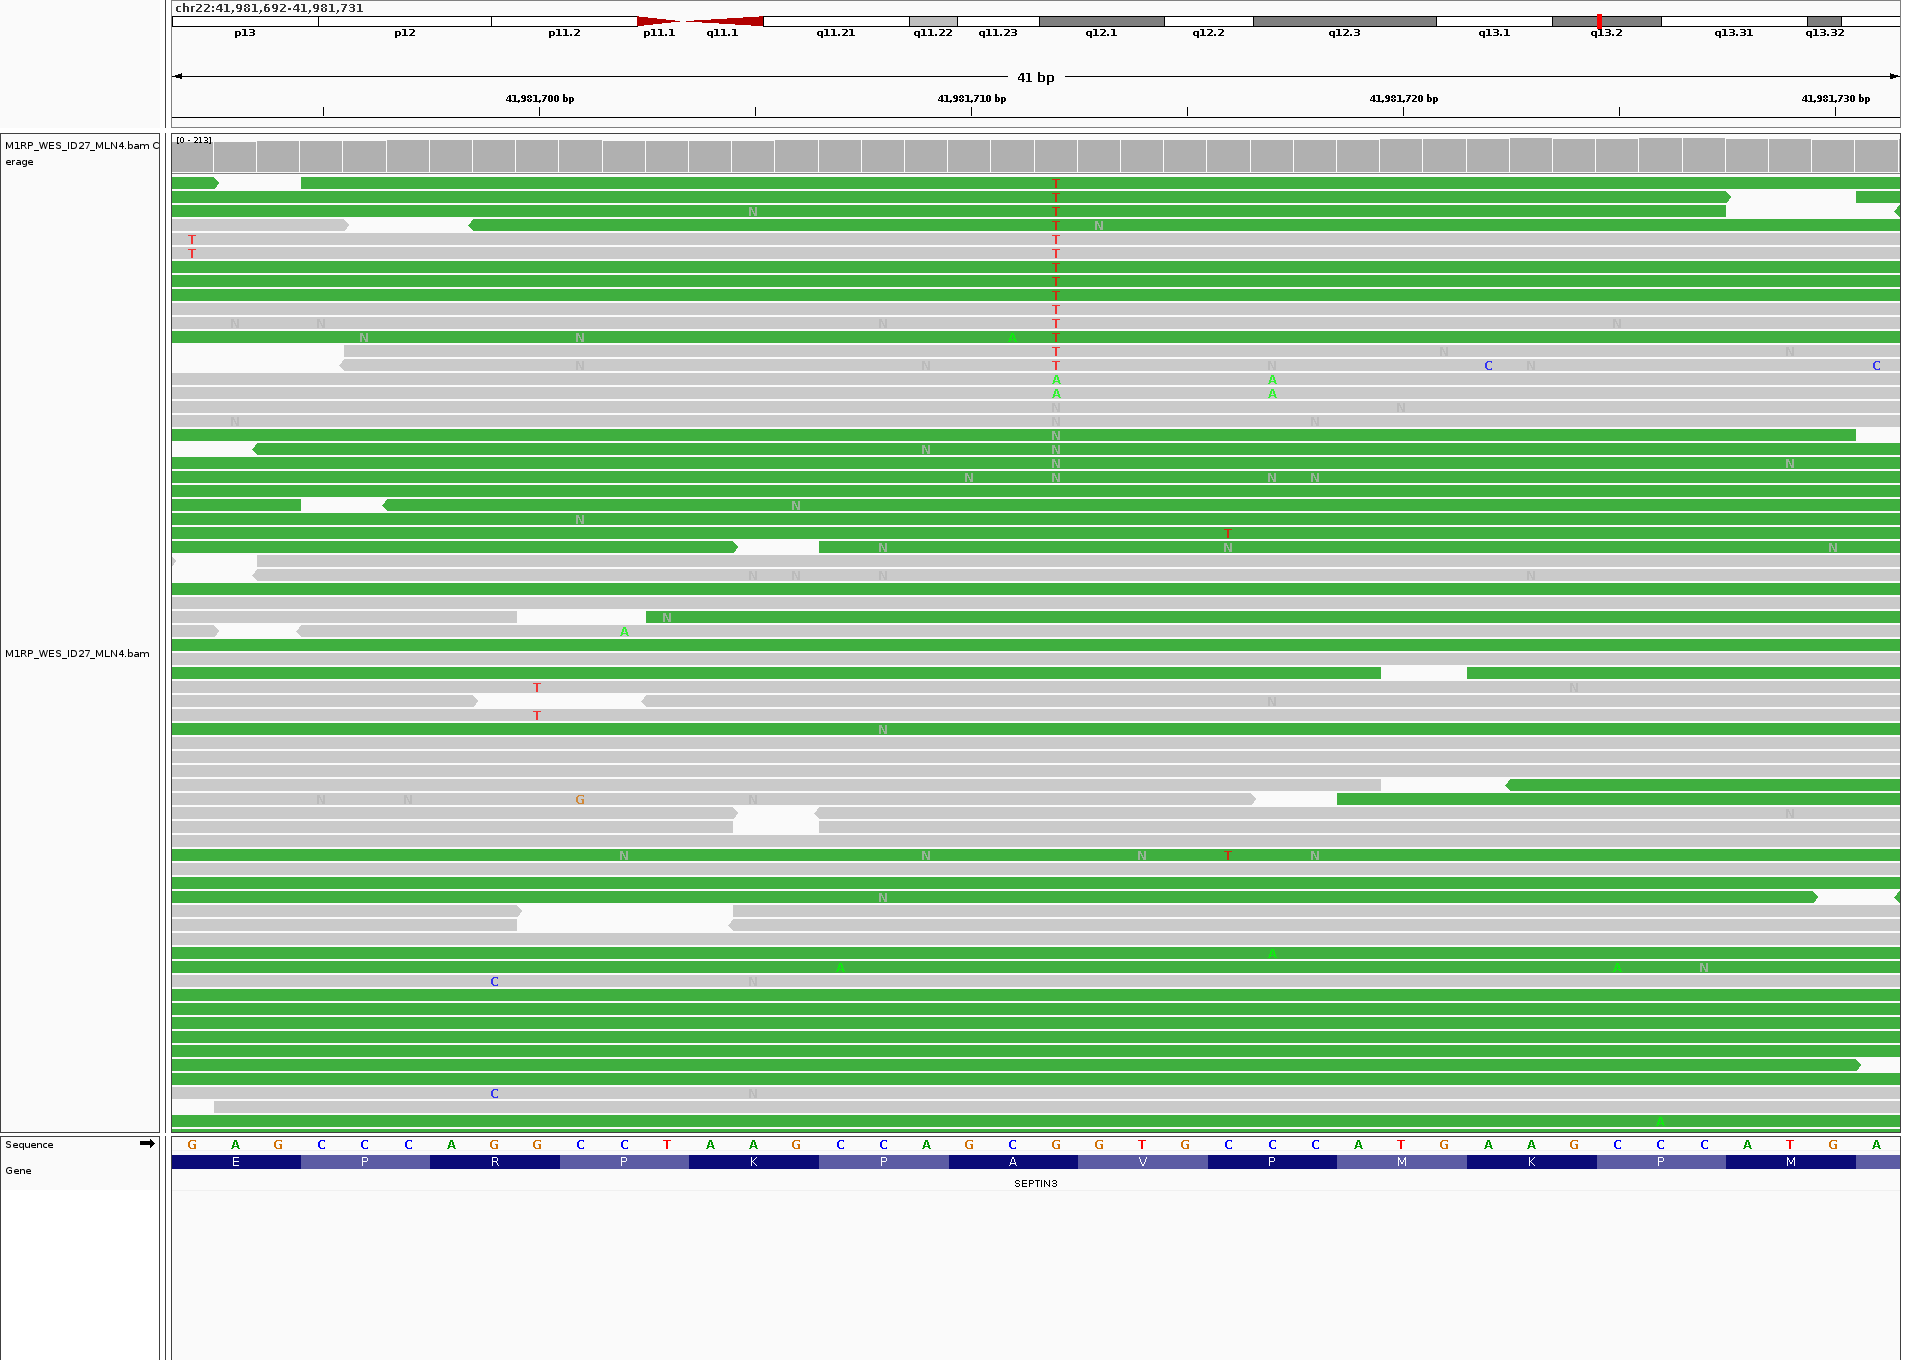 chr22:41,981,692-41,981,731
p13 p12 p11.2 p11.1 q11.1 q11.21 q11.22 q11.23 q12.1 q12.2 q12.3 q13.1 q13.2 q13.31 q13.32
41 bp
41,981,700 bp 41,981,710 bp 41,981,720 bp 41,981,730 bp
[0 - 213]
M1RP_WES_ID27_MLN4.bam C
erage
T
T
N T
T N
T T
T T
T
T
T
T
N N N T N
N N A T
T N N
N N T N C N C
A A
A A
N N
N N N
N
N N
N N
N N N N
N
N
T
N N N
N N N N
N
A
M1RP_WES_ID27_MLN4.bam
T N
N
T
N
N N G N
N
N N N T N
N
A
A A N
C N
C N
A
Sequence G A G C C C A G G C C T A A G C C A G C G G T G C C C A T G A A G C C C A T G A
E P R P K P A V P M K P M
Gene
SEPTIN3